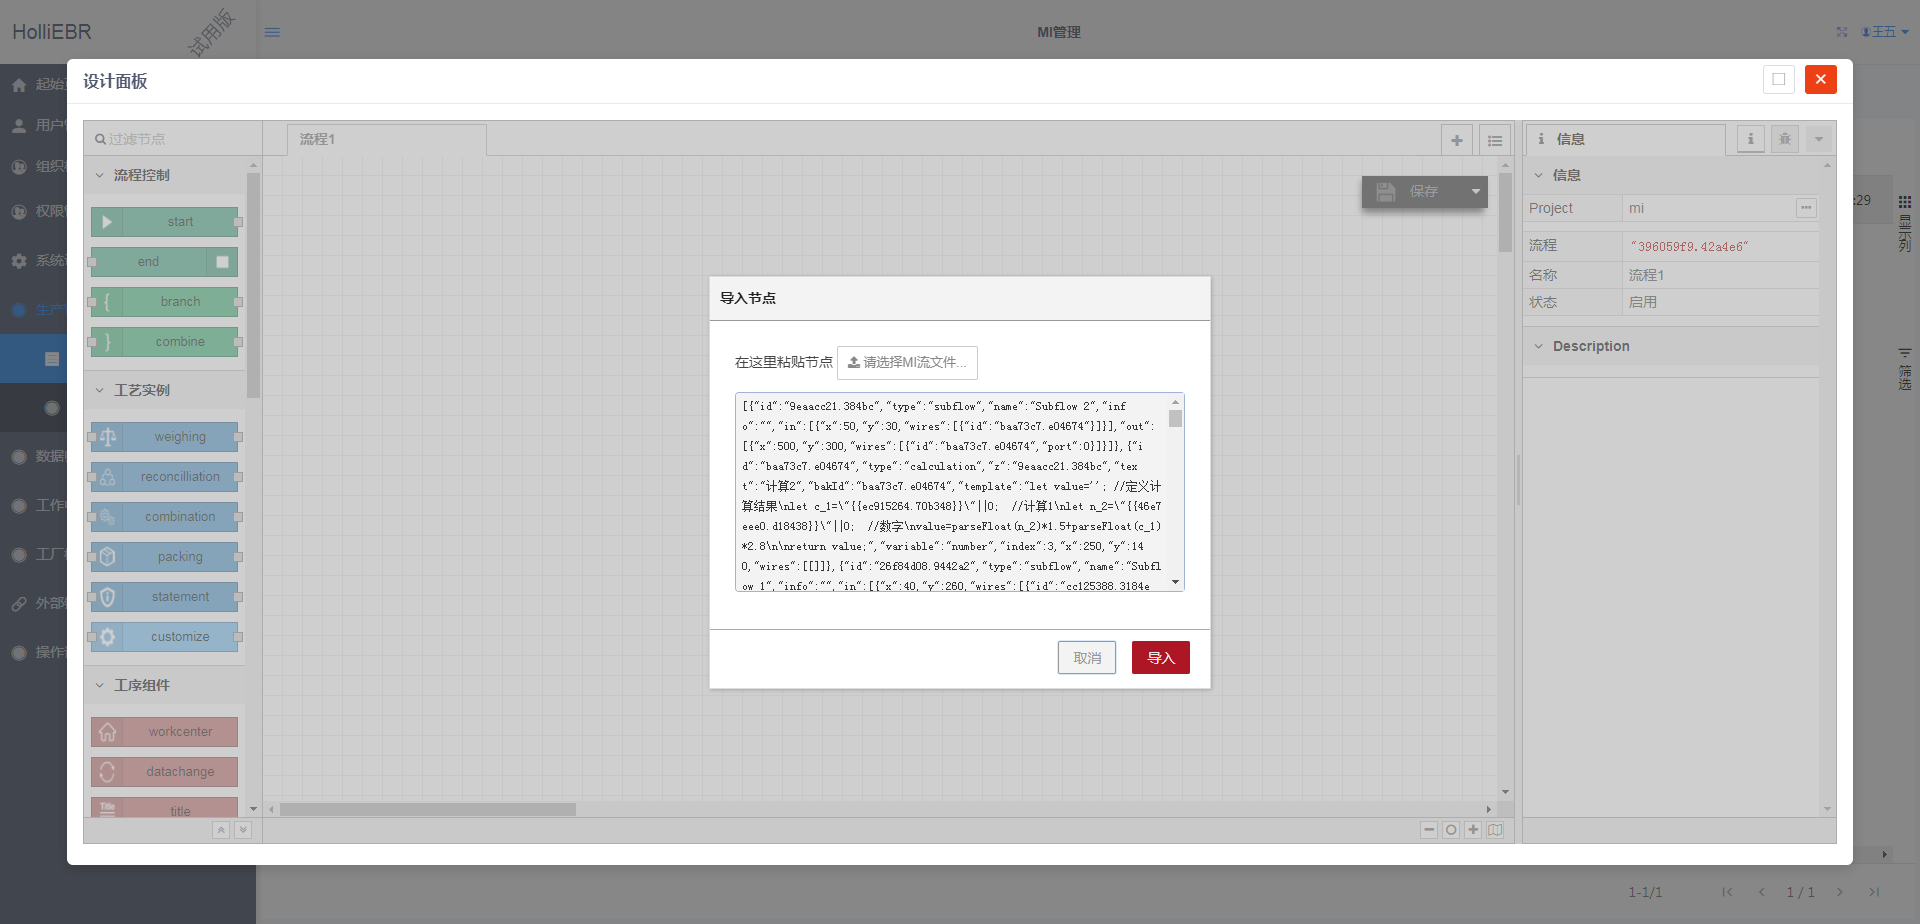 HolliEBR
试用版
MI管理
王五
起始
用户
组织
权限
系统
生产
数据
工作
工厂
外部
操作
设计面板
过滤节点
流程控制
start
end
branch
combine
工艺实例
weighing
reconcilliation
combination
packing
statement
customize
工序组件
workcenter
datachange
Title
title
流程1
保存
导入节点
在这里粘贴节点
请选择MI流文件...
[{"id":"9eaacc21.384bc","type":"subflow","name":"Subflow 2","inf
o":"","in":[{"x":50,"y":30,"wires":[{"id":"baa73c7.e04674"}]}],"out":
[{"x":500,"y":300,"wires":[{"id":"baa73c7.e04674","port":0}]}]},{"i
d":"baa73c7.e04674","type":"calculation","z":"9eaacc21.384bc","tex
t":"计算2","bakId":"baa73c7.e04674","template":"let value=''; //定义计
算结果\nlet c_1=\"{{ec915264.70b348}}\"||0;  //计算1\nlet n_2=\"{{46e7
eee0.d18438}}\"||0;  //数字\nvalue=parseFloat(n_2)*1.5+parseFloat(c_1)
*2.8\n\nreturn value;","variable":"number","index":3,"x":250,"y":14
0,"wires":[[]]},{"id":"26f84d08.9442a2","type":"subflow","name":"Subfl
ow 1","info":"","in":[{"x":40,"y":260,"wires":[{"id":"cc125388.3184e
取消
导入
信息
信息
Project
mi
流程
"396059f9.42a4e6"
名称
流程1
状态
启用
Description
:29
显示列
筛选
1-1/1
1 / 1